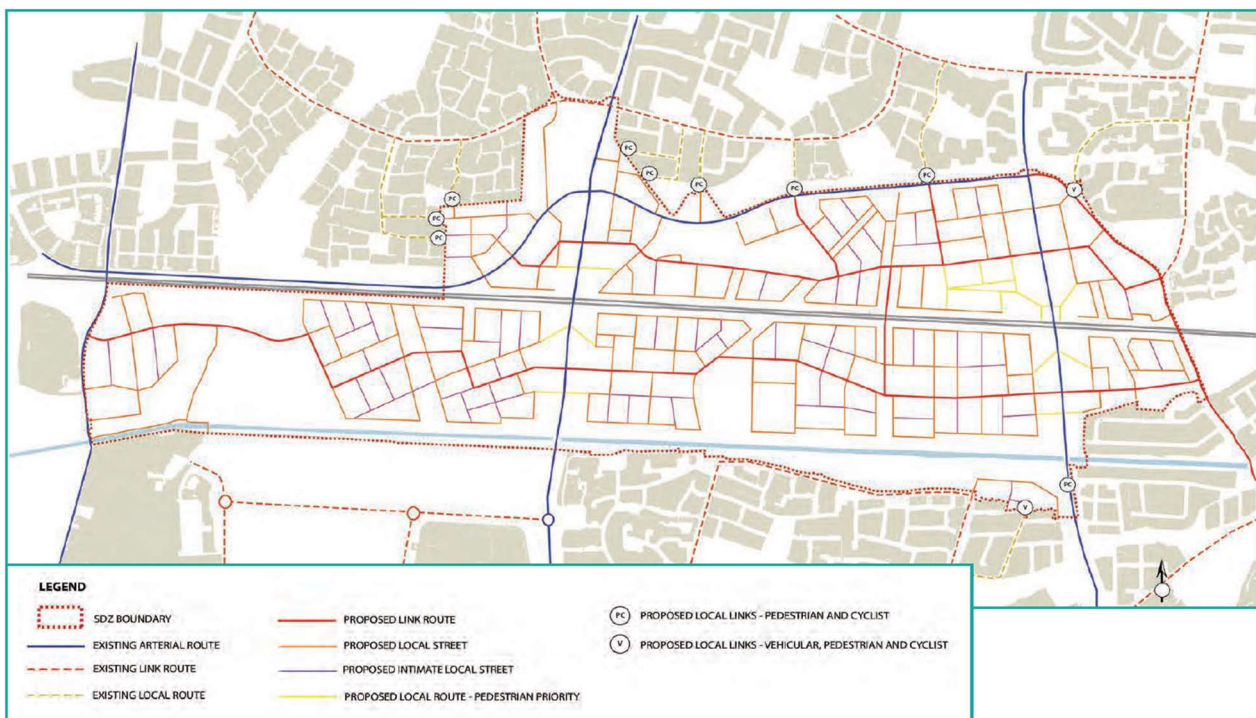 PC
PC
PC
PC
PC
V
PC
PC
PC
PC
V
LEGEND
SDZ BOUNDARY
EXISTING ARTERIAL ROUTE
EXISTING LINK ROUTE
EXISTING LOCAL ROUTE
PROPOSED LINK ROUTE
PROPOSED LOCAL STREET
PROPOSED INTIMATE LOCAL STREET
PROPOSED LOCAL ROUTE - PEDESTRIAN PRIORITY
PC PROPOSED LOCAL LINKS - PEDESTRIAN AND CYCLIST
V PROPOSED LOCAL LINKS - VEHICULAR, PEDESTRIAN AND CYCLIST